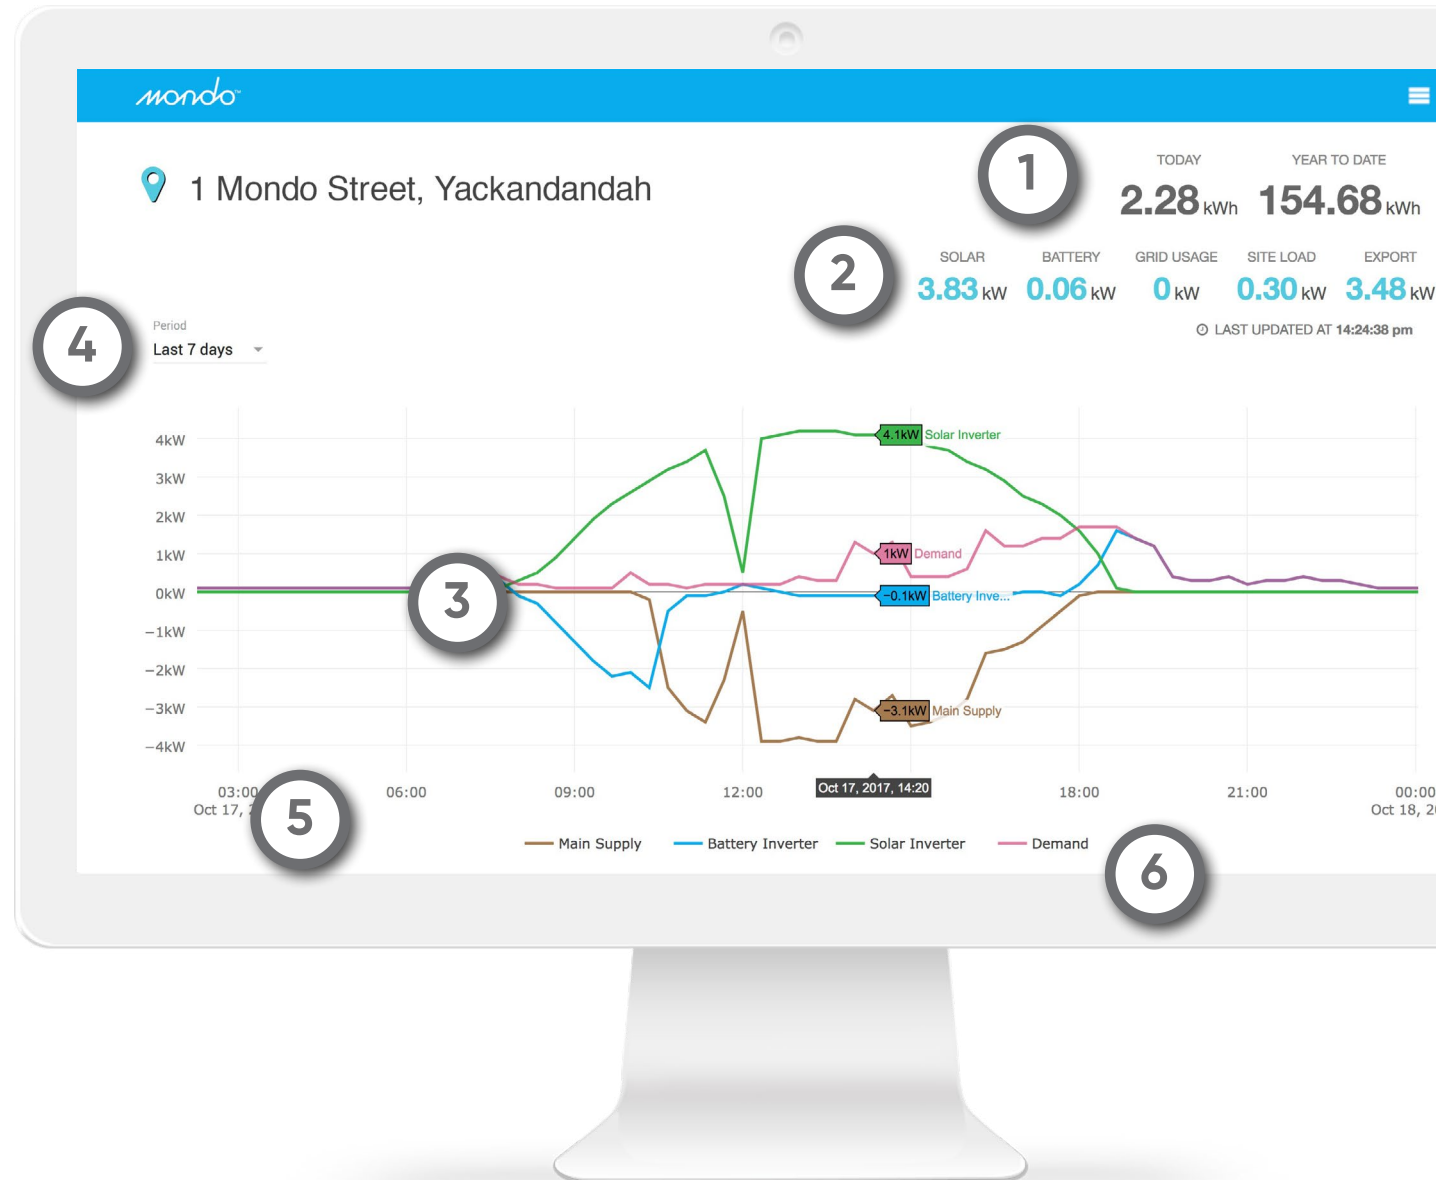 mondo™
1
TODAY
YEAR TO DATE
1 Mondo Street, Yackandandah
2.28 kWh
154.68 kWh
2
SOLAR
BATTERY
GRID USAGE
SITE LOAD
EXPORT
3.83 kW
0.06 kW
0 kW
0.30 kW
3.48 kW
LAST UPDATED AT 14:24:38 pm
4
Period
Last 7 days
4kW
3kW
2kW
1kW
0kW
−1kW
−2kW
−3kW
−4kW
4.1kW Solar Inverter
1kW Demand
−0.1kW Battery Inve...
−3.1kW Main Supply
3
03:00
Oct 17,
06:00
09:00
12:00
Oct 17, 2017, 14:20
18:00
21:00
00:00
Oct 18,
5
Main Supply
Battery Inverter
Solar Inverter
Demand
6